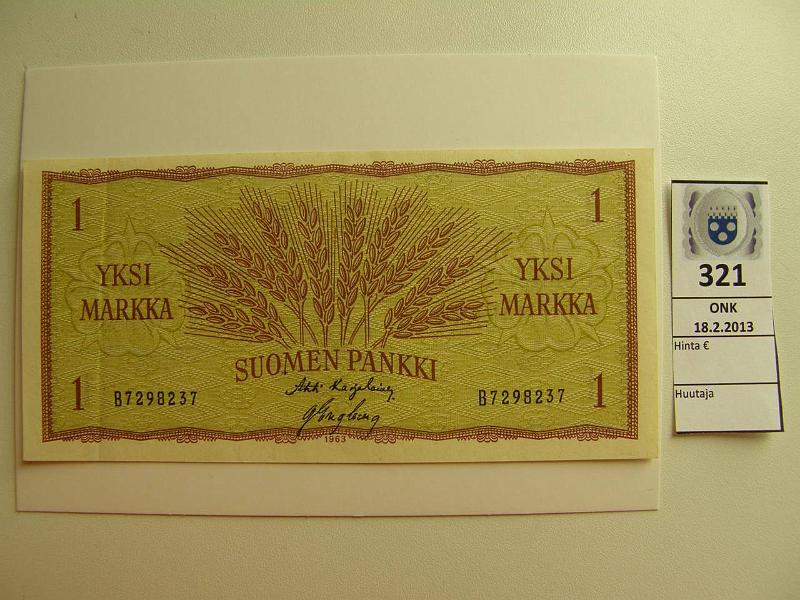 1
1
YKSI
MARKKA
YKSI
MARKKA
SUOMEN PANKKI
1
B7298237
B7298237
1
1963
321
ONK
18.2.2013
Hinta €
Huutaja